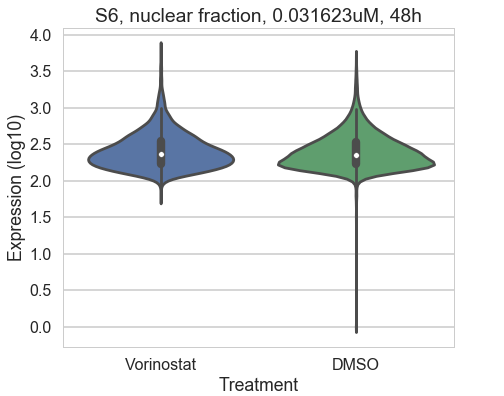 S6, nuclear fraction, 0.031623uM, 48h
4.0
3.5
3.0
2.5
2.0
1.5
1.0
0.5
0.0
Expression (log10)
Vorinostat DMSO
Treatment